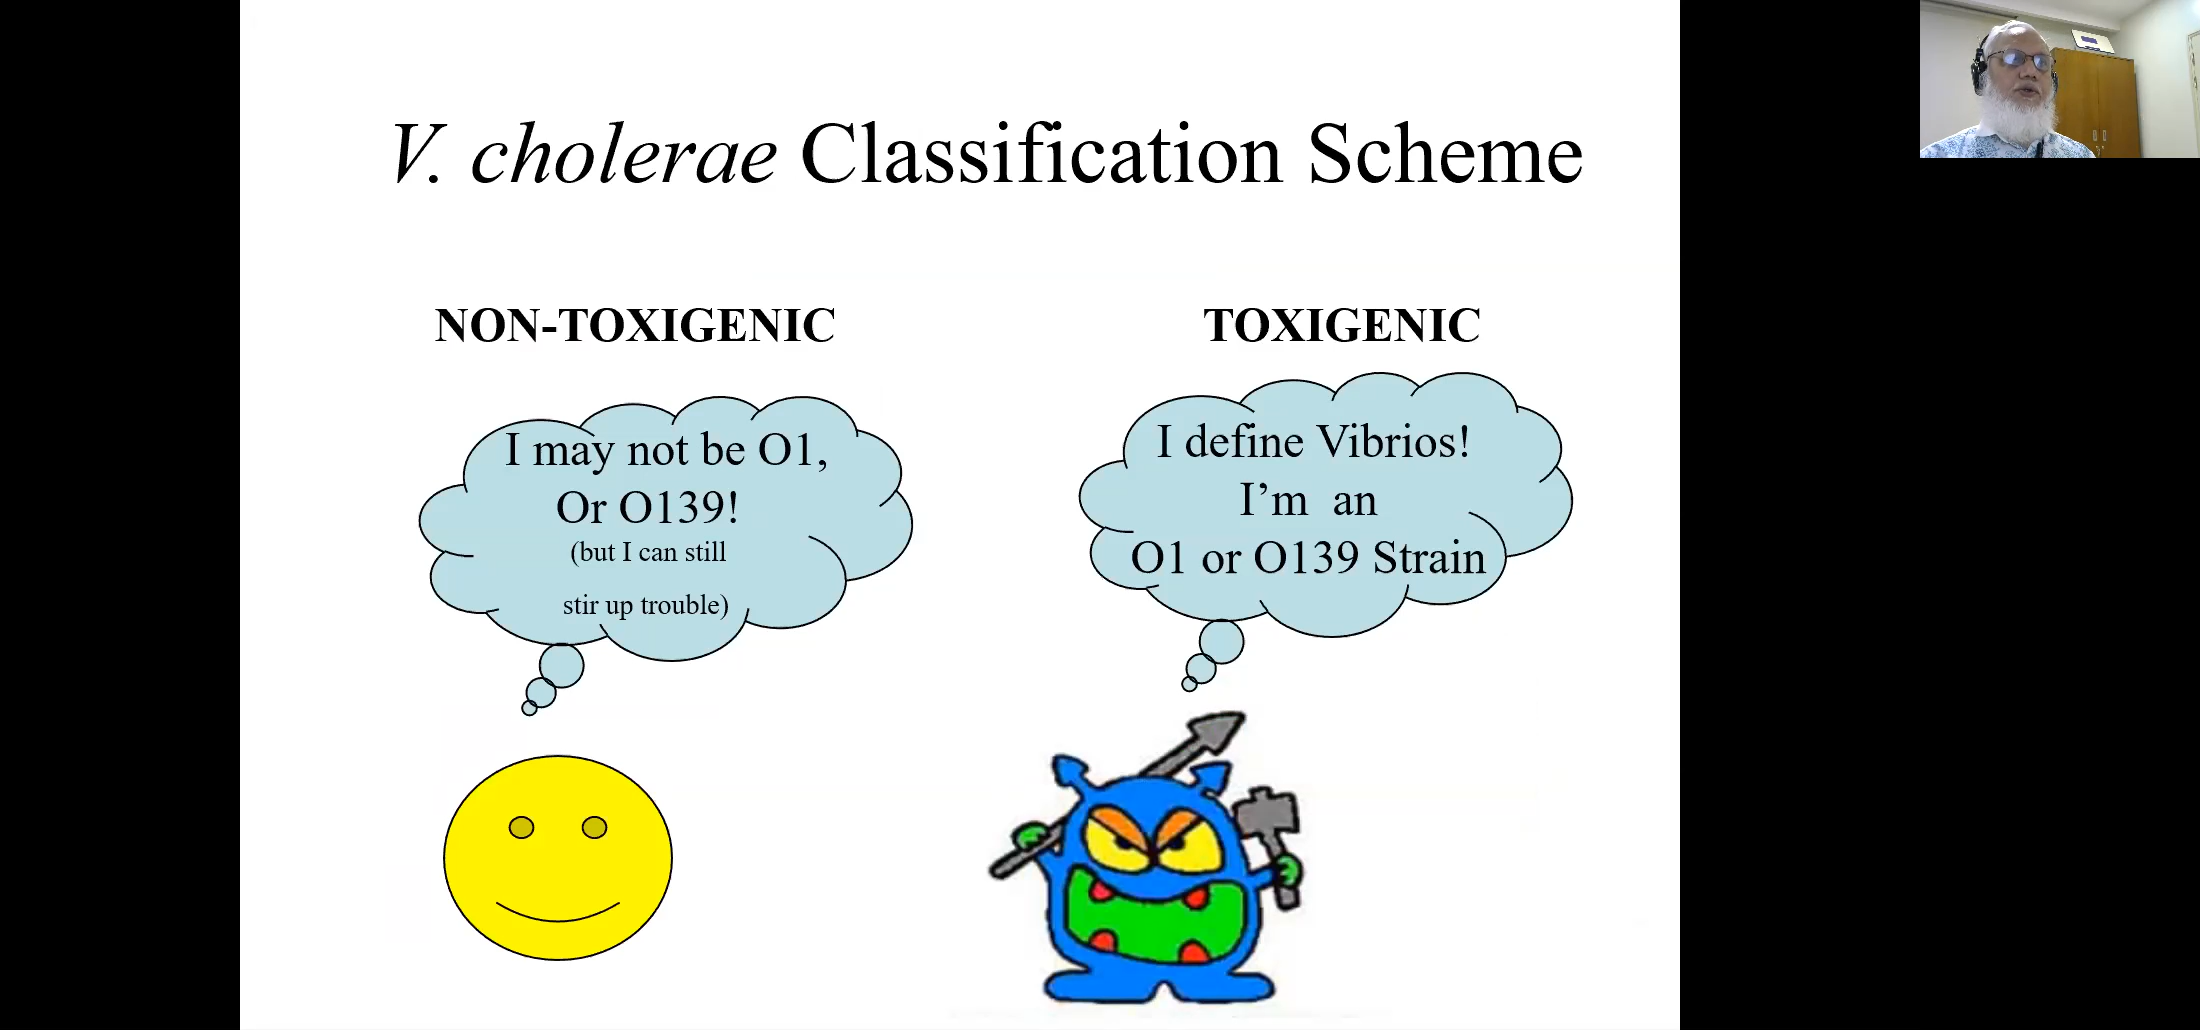 V. cholerae Classification Scheme
NON-TOXIGENIC
I may not be O1,
Or O139!
(but I can still
stir up trouble)
TOXIGENIC
I define Vibrios!
I’m an
O1 or O139 Strain